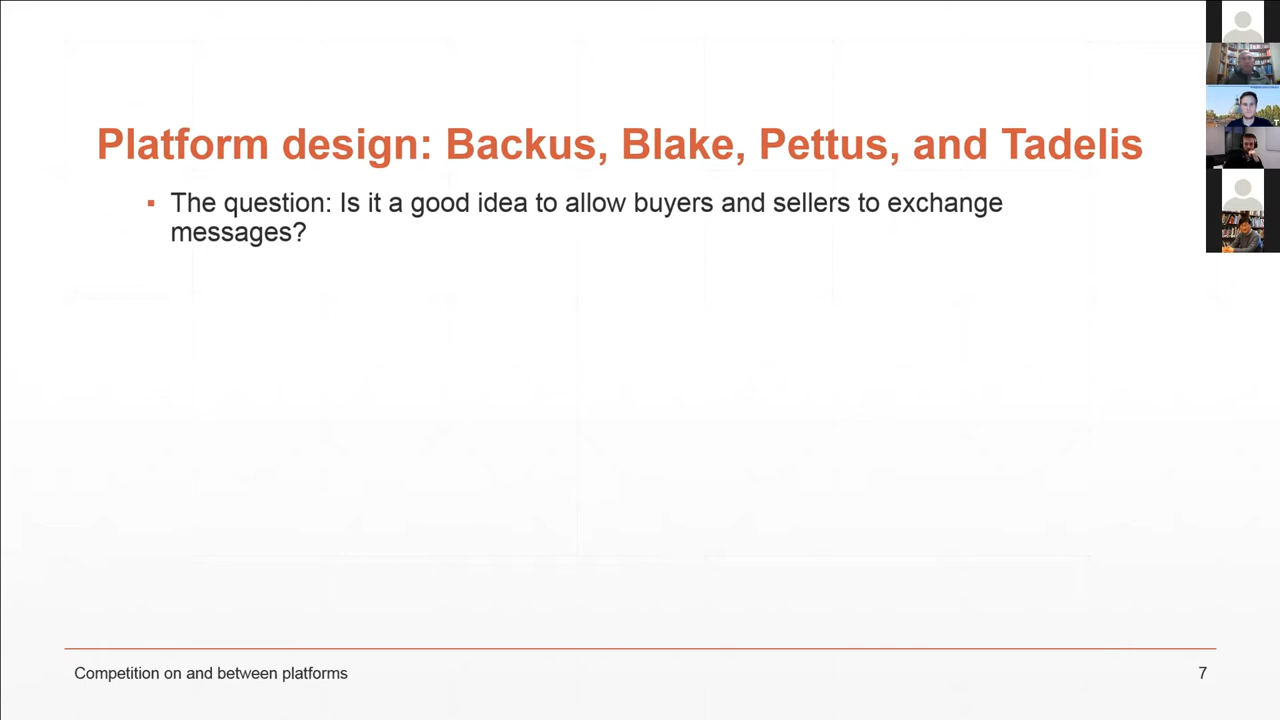 Platform design: Backus, Blake, Pettus, and Tadelis
▪ The question: Is it a good idea to allow buyers and sellers to exchange
messages?
Competition on and between platforms
7